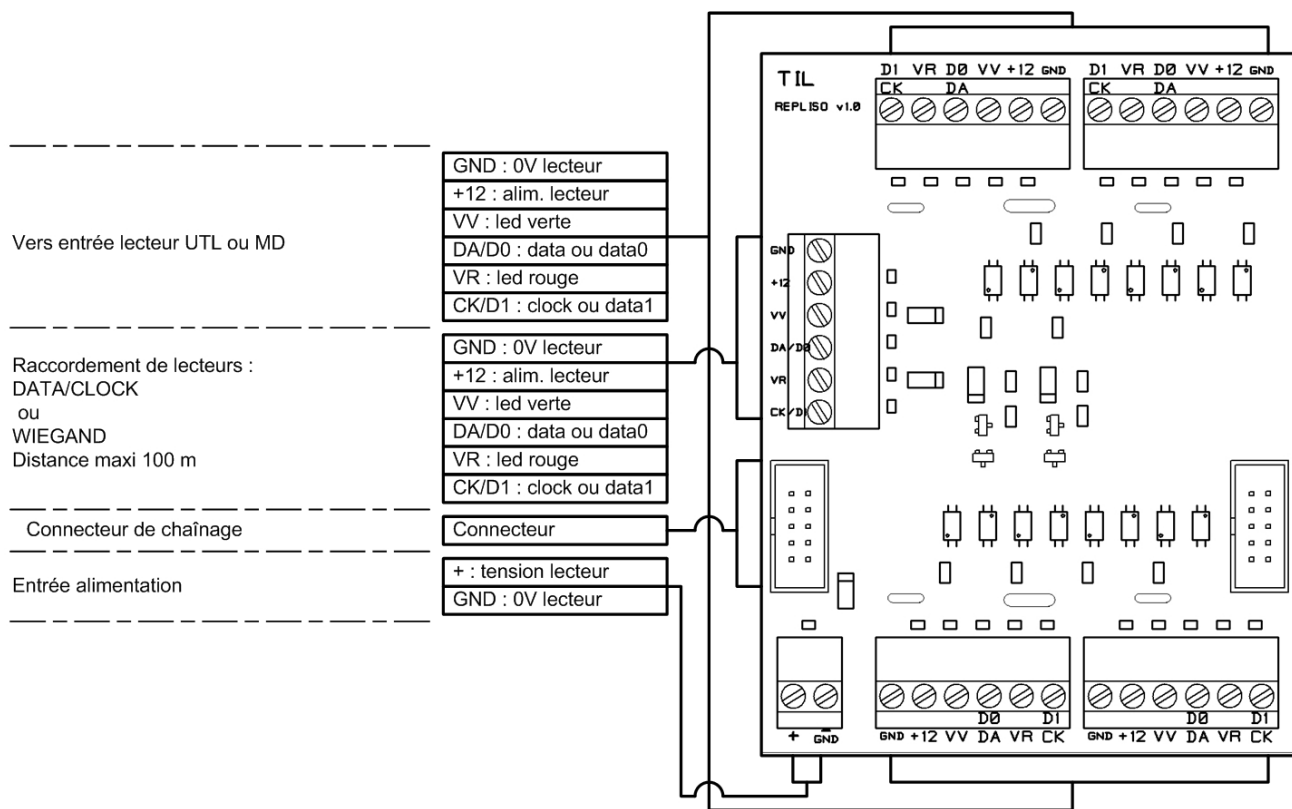 D1 VR D0 VV +12 GND
CK DA
D1 VR D0 VV +12 GND
CK DA
TIL
REPLISO v1.0
Vers entrée lecteur UTL ou MD
GND : 0V lecteur
+12 : alim. lecteur
VV : led verte
DA/D0 : data ou data0
VR : led rouge
CK/D1 : clock ou data1
Raccordement de lecteurs :
DATA/CLOCK
ou
WIEGAND
Distance maxi 100 m
GND : 0V lecteur
+12 : alim. lecteur
VV : led verte
DA/D0 : data ou data0
VR : led rouge
CK/D1 : clock ou data1
Connecteur de chaînage
Connecteur
Entrée alimentation
+ : tension lecteur
GND : 0V lecteur
GND
+12
VV
DA/D0
VR
CK/D1
+ - GND
D0 D1
GND +12 VV DA VR CK
D0 D1
GND +12 VV DA VR CK